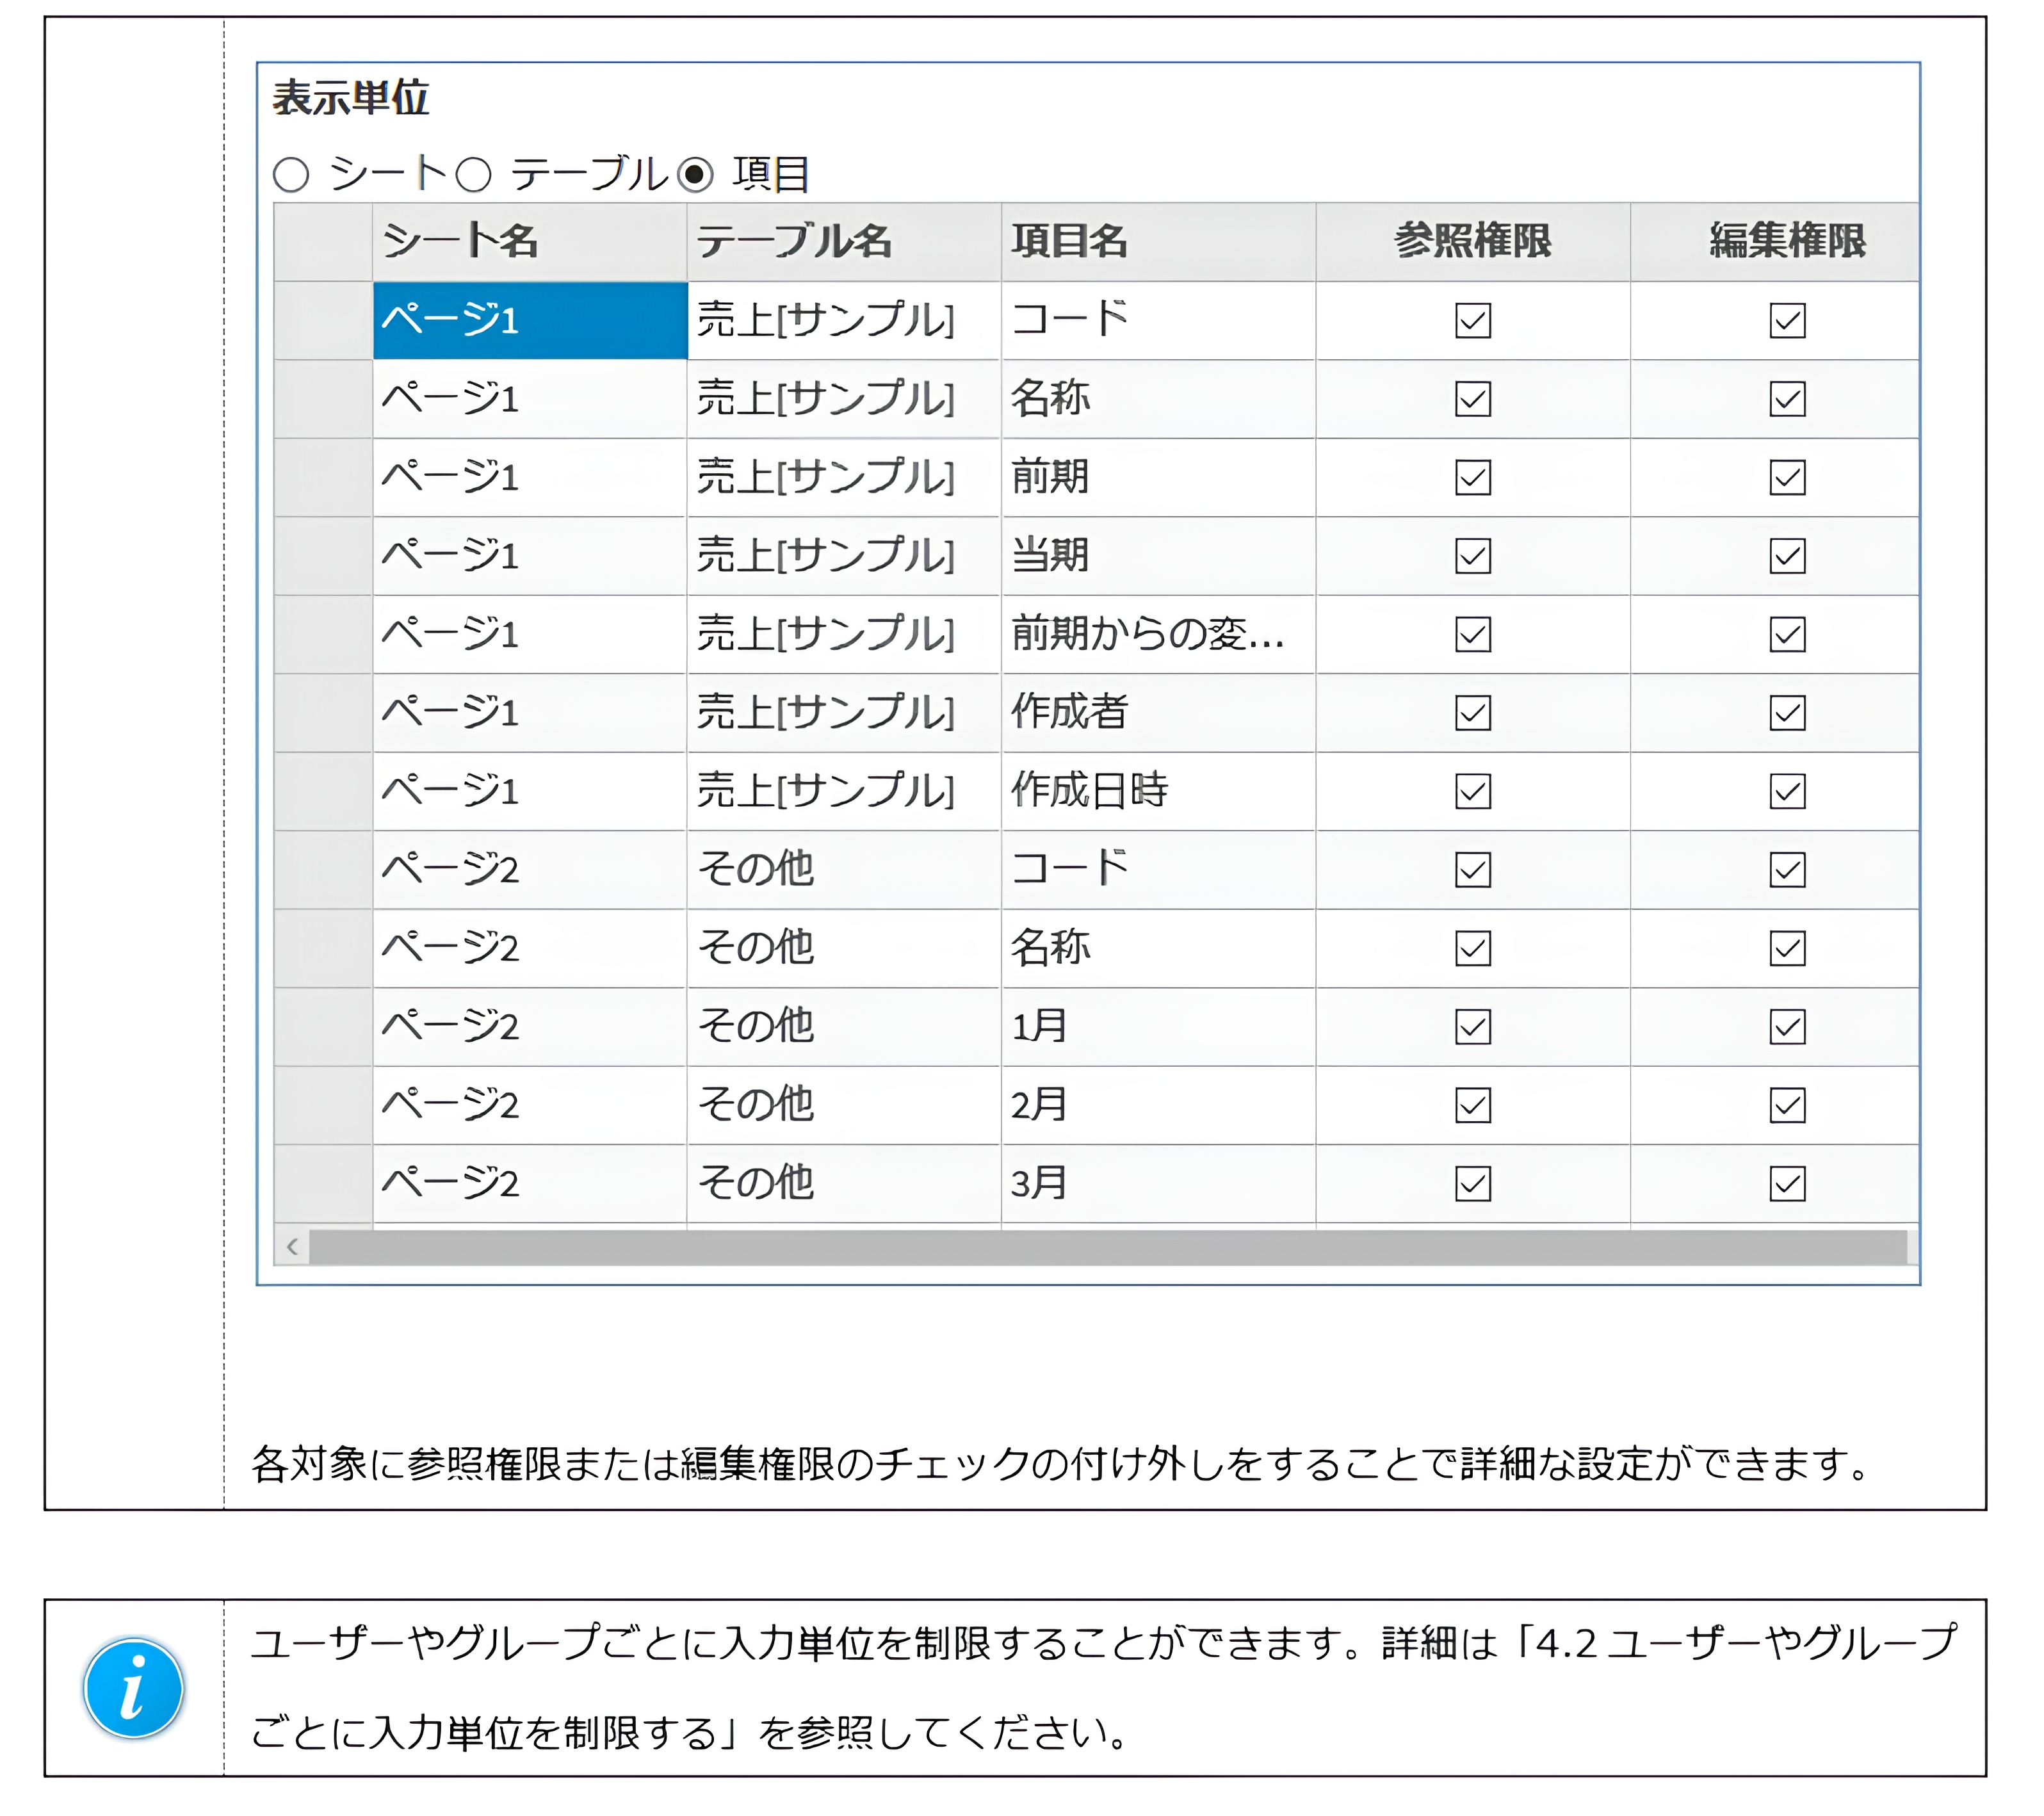 表示単位
シート テーブル 項目
シート名 テーブル名 項目名 参照権限 編集権限
ページ1 売上[サンプル] コード
ページ1 売上[サンプル] 名称
ページ1 売上[サンプル] 前期
ページ1 売上[サンプル] 当期
ページ1 売上[サンプル] 前期からの変...
ページ1 売上[サンプル] 作成者
ページ1 売上[サンプル] 作成日時
ページ2 その他 コード
ページ2 その他 名称
ページ2 その他 1月
ページ2 その他 2月
ページ2 その他 3月
各対象に参照権限または編集権限のチェックの付け外しをすることで詳細な設定ができます。
ユーザーやグループごとに入力単位を制限することができます。詳細は「4.2 ユーザーやグループ
ごとに入力単位を制限する」を参照してください。